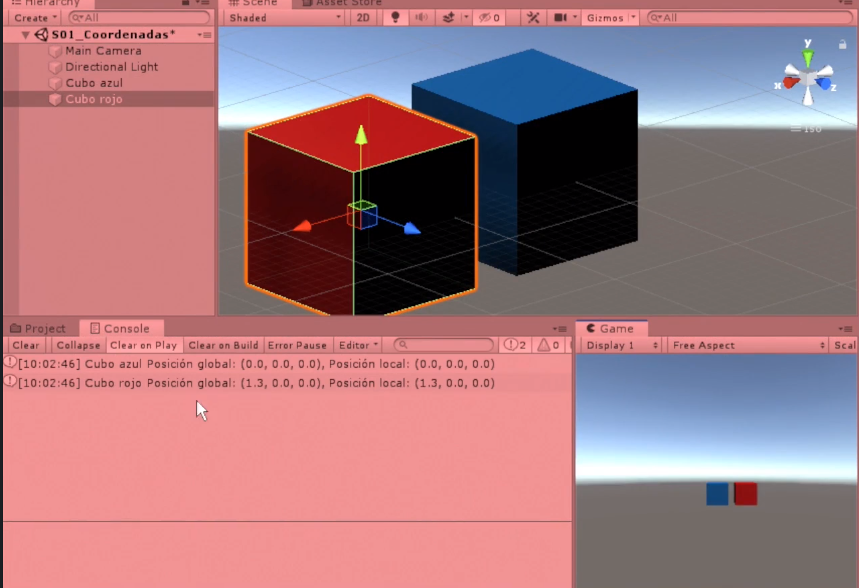 Hierarchy
Scene
Asset Store
Create
All
Shaded
2D
0
Gizmos
All
S01_Coordenadas*
Main Camera
Directional Light
Cubo azul
Cubo rojo
y
x
z
Iso
Project
Console
Game
Clear
Collapse
Clear on Play
Clear on Build
Error Pause
Editor
2
0
Display 1
Free Aspect
Scal
[10:02:46] Cubo azul Posición global: (0.0, 0.0, 0.0), Posición local: (0.0, 0.0, 0.0)
[10:02:46] Cubo rojo Posición global: (1.3, 0.0, 0.0), Posición local: (1.3, 0.0, 0.0)